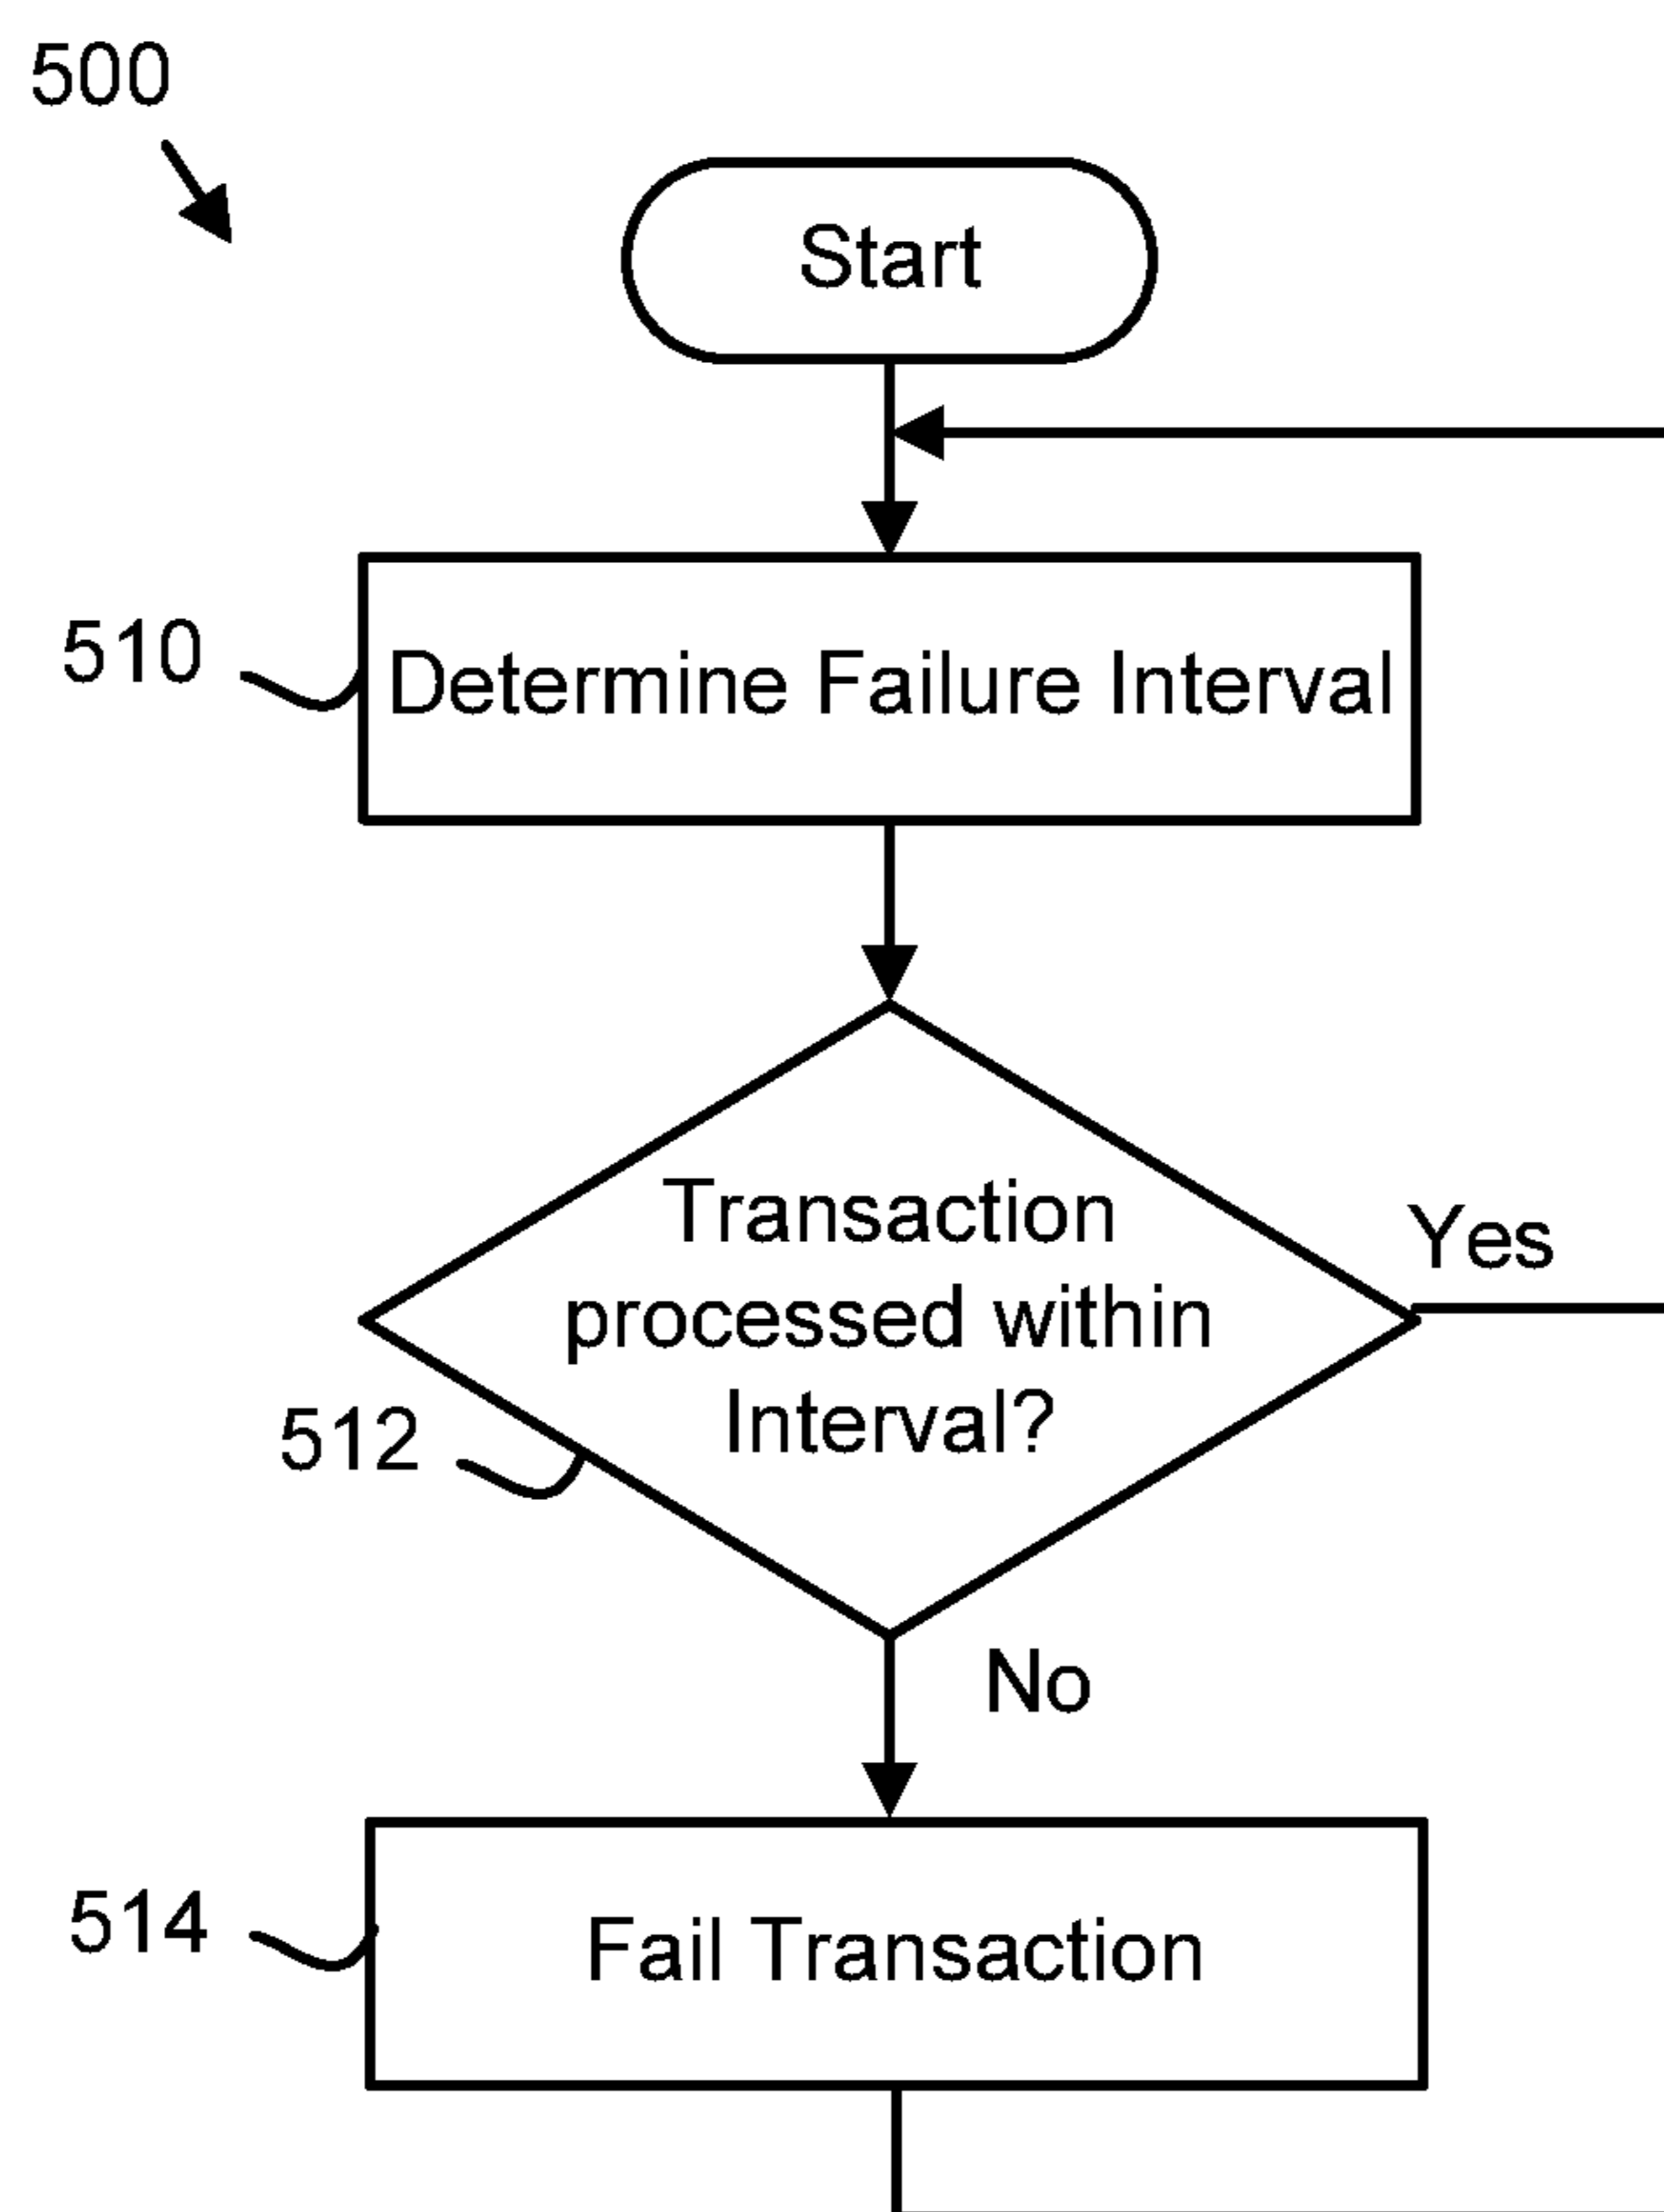 500
Start
510
Determine Failure Interval
Transaction
processed within
Interval?
Yes
512
No
514
Fail Transaction